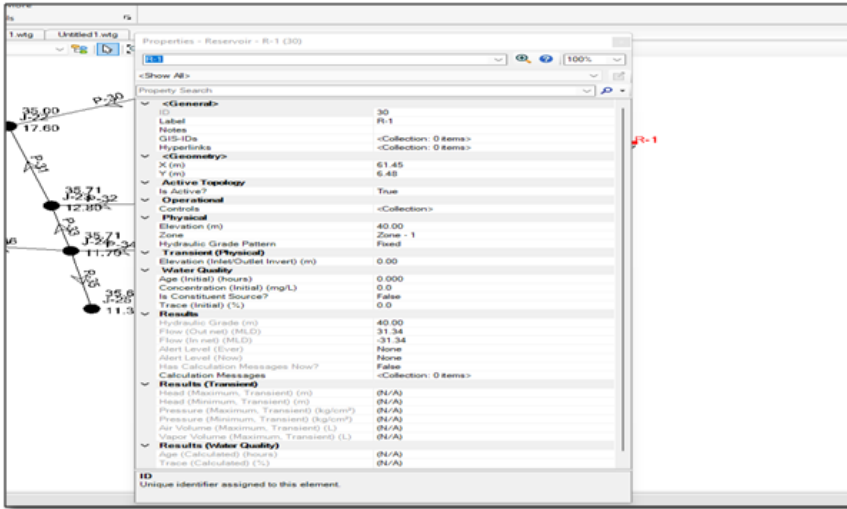 ls
1.wtg Untitled1.wtg
Properties - Reservoir - R-1 (30)
R-1 100%
<Show All>
Property Search
<General>
ID 30
Label R-1
Notes
GIS-IDs <Collection: 0 items>
Hyperlinks <Collection: 0 items>
<Geometry>
X (m) 61.45
Y (m) 6.48
Active Topology
Is Active? True
Operational
Controls <Collection>
Physical
Elevation (m) 40.00
Zone Zone - 1
Hydraulic Grade Pattern Fixed
Transient (Physical)
Elevation (Inlet/Outlet Invert) (m) 0.00
Water Quality
Age (Initial) (hours) 0.000
Concentration (Initial) (mg/L) 0.0
Is Constituent Source? False
Trace (Initial) (%) 0.0
Results
Hydraulic Grade (m) 40.00
Flow (Out net) (MLD) 31.34
Flow (In net) (MLD) -31.34
Alert Level (Ever) None
Alert Level (Now) None
Has Calculation Messages Now? False
Calculation Messages <Collection: 0 items>
Results (Transient)
Head (Maximum, Transient) (m) (N/A)
Head (Minimum, Transient) (m) (N/A)
Pressure (Maximum, Transient) (kg/cm²) (N/A)
Pressure (Minimum, Transient) (kg/cm²) (N/A)
Air Volume (Maximum, Transient) (L) (N/A)
Vapor Volume (Maximum, Transient) (L) (N/A)
Results (Water Quality)
Age (Calculated) (hours) (N/A)
Trace (Calculated) (%) (N/A)
ID
Unique identifier assigned to this element.
P-30
35.00
J-22
17.60
P-31
35.71
P-32
12.80
P-33
35.71
P-34
11.79
35.6
J-25
11.3
R-1